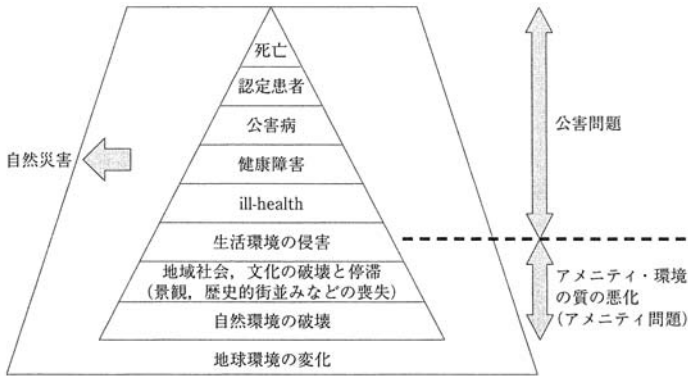 死亡
認定患者
公害病
健康障害
ill-health
生活環境の侵害
地域社会，文化の破壊と停滞
(景観，歴史的街並みなどの喪失)
自然環境の破壊
地球環境の変化
自然災害
公害問題
アメニティ・環境
の質の悪化
(アメニティ問題)